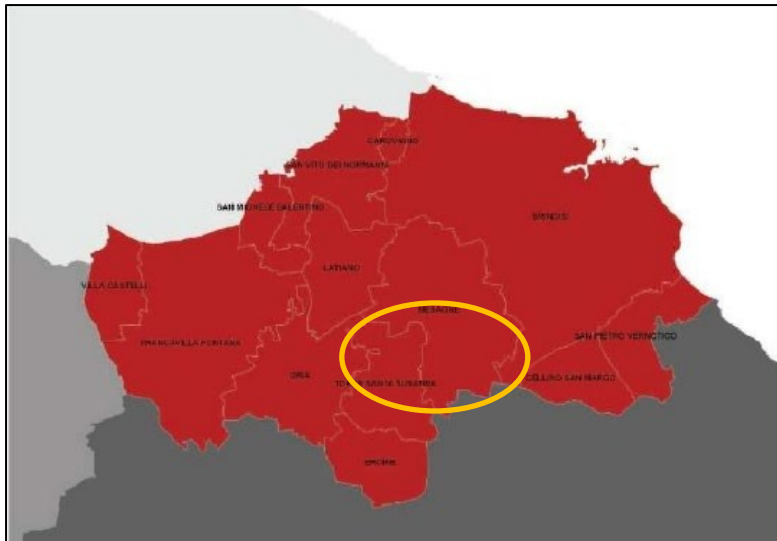 CAROVIGNO
SAN VITO DEI NORMANNI
SAN MICHELE SALENTINO
BRINDISI
LATIANO
VILLA CASTELLI
MESAGNE
SAN PIETRO VERNOTICO
FRANCAVILLA FONTANA
ORIA
TORRE SANTA SUSANNA
CELLINO SAN MARCO
ERCHIE